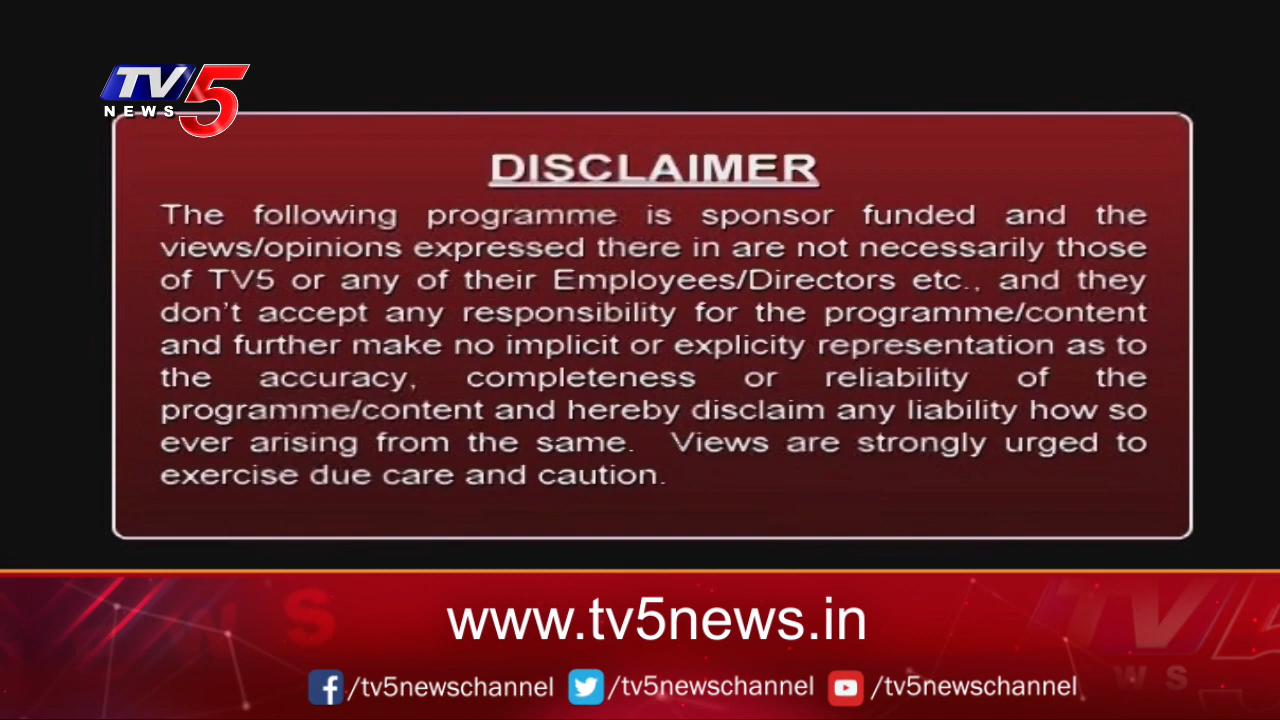 TV5
NEWS
DISCLAIMER
The following programme is sponsor funded and the
views/opinions expressed there in are not necessarily those
of TV5 or any of their Employees/Directors etc., and they
don't accept any responsibility for the programme/content
and further make no implicit or explicity representation as to
the accuracy, completeness or reliability of the
programme/content and hereby disclaim any liability how so
ever arising from the same. Views are strongly urged to
exercise due care and caution.
www.tv5news.in
/tv5newschannel /tv5newschannel /tv5newschannel